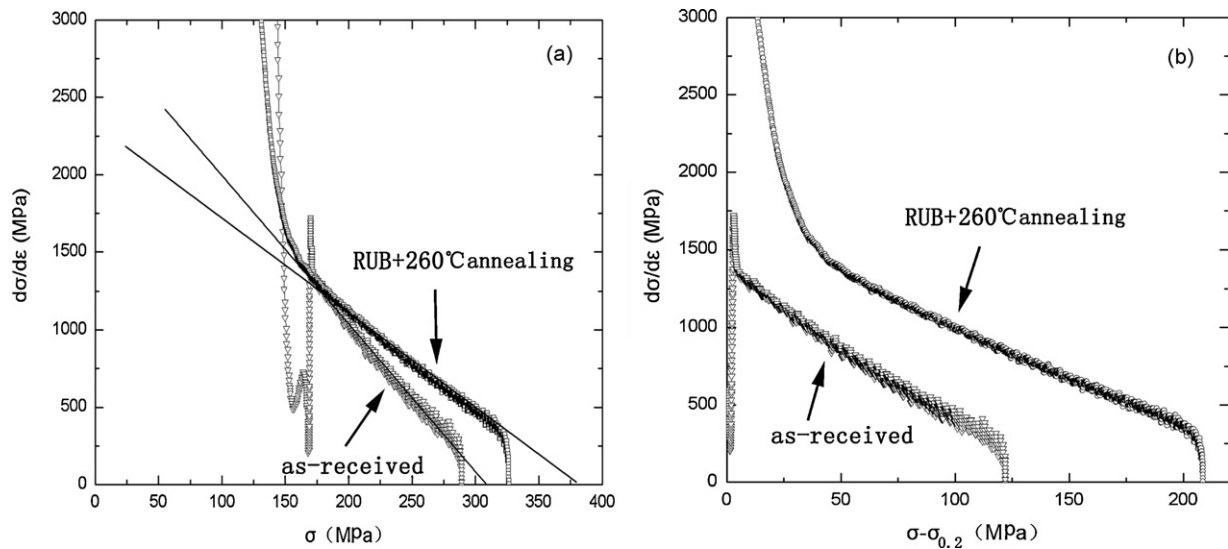 (a)
3000
2500
2000
1500
1000
500
0
dσ/dε (MPa)
RUB+260℃annealing
as-received
0 50 100 150 200 250 300 350 400
σ (MPa)
(b)
3000
2500
2000
1500
1000
500
0
dσ/dε (MPa)
RUB+260℃annealing
as-received
0 50 100 150 200
σ-σ0.2 (MPa)